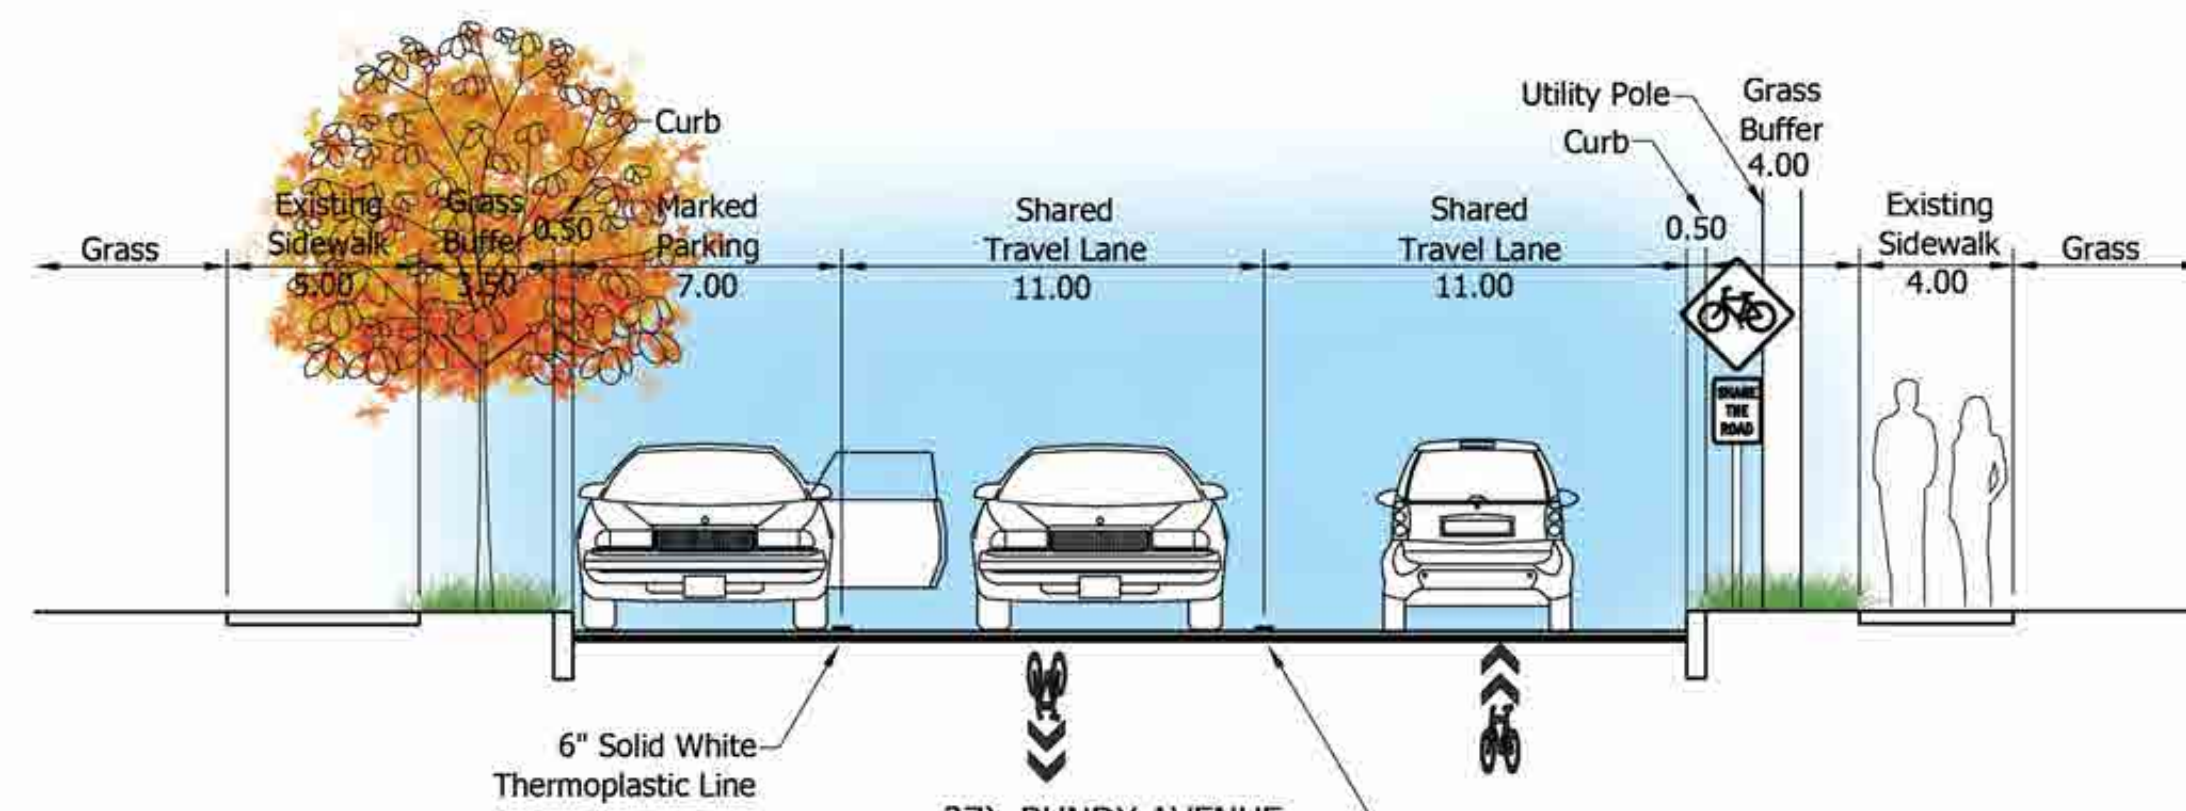 Curb
Utility Pole
Grass
Buffer
4.00
Curb
Grass
Existing
Sidewalk
5.00
Grass
Buffer
3.50
0.50
Marked
Parking
7.00
Shared
Travel Lane
11.00
Shared
Travel Lane
11.00
0.50
Existing
Sidewalk
4.00
Grass
SHARE
THE
ROAD
6" Solid White
Thermoplastic Line